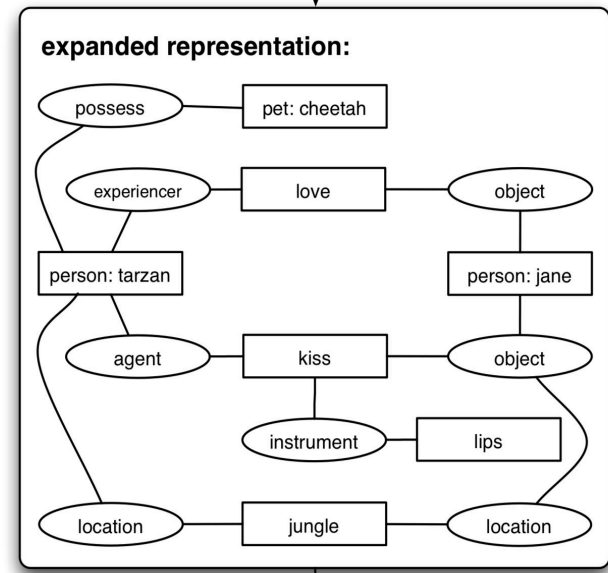 expanded representation:
possess
pet: cheetah
experiencer
love
object
person: tarzan
person: jane
agent
kiss
object
instrument
lips
location
jungle
location